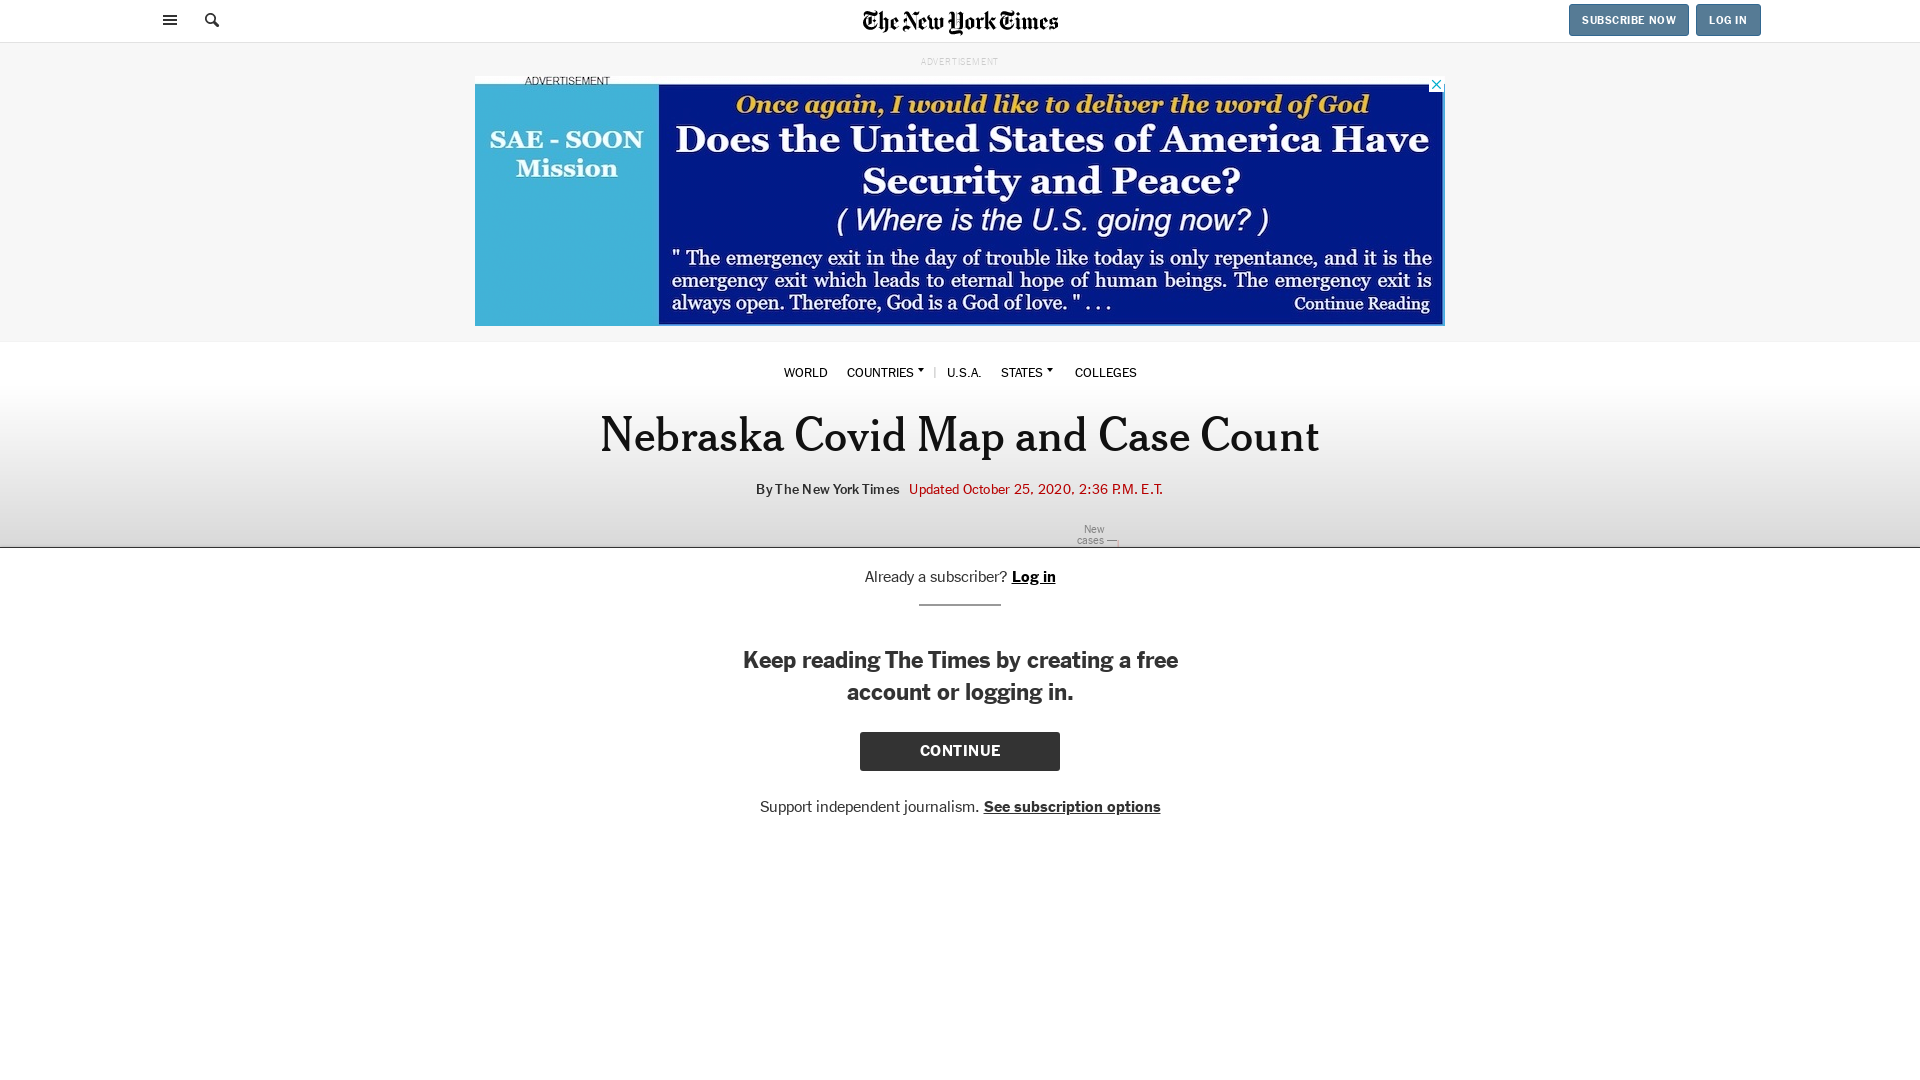 The New York Times
SUBSCRIBE NOW
LOG IN
ADVERTISEMENT
ADVERTISEMENT
SAE - SOON
Mission
Once again, I would like to deliver the word of God
Does the United States of America Have
Security and Peace?
( Where is the U.S. going now? )
" The emergency exit in the day of trouble like today is only repentance, and it is the
emergency exit which leads to eternal hope of human beings. The emergency exit is
always open. Therefore, God is a God of love. " . . .
Continue Reading
WORLD COUNTRIES | U.S.A. STATES COLLEGES
Nebraska Covid Map and Case Count
By The New York Times Updated October 25, 2020, 2:36 P.M. E.T.
New
cases
Already a subscriber? Log in
Keep reading The Times by creating a free
account or logging in.
CONTINUE
Support independent journalism. See subscription options